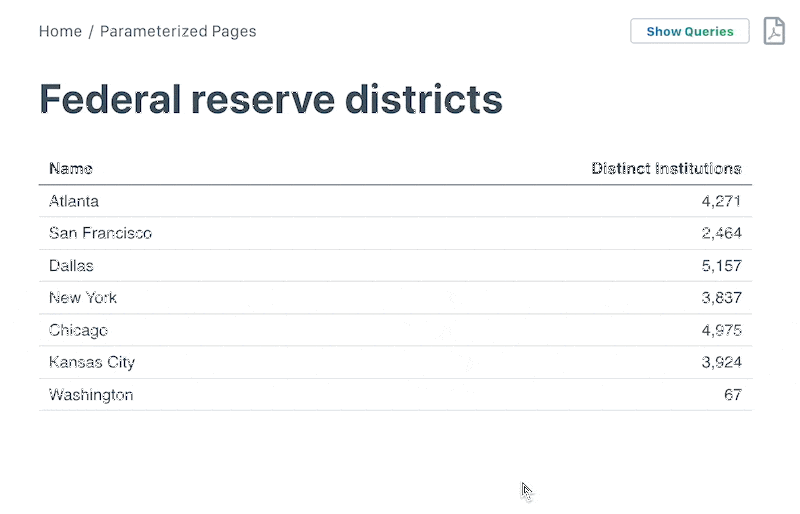 Home / Parameterized Pages
Show Queries
Federal reserve districts
Name Distinct Institutions
Atlanta 4,271
San Francisco 2,464
Dallas 5,157
New York 3,837
Chicago 4,975
Kansas City 3,924
Washington 67